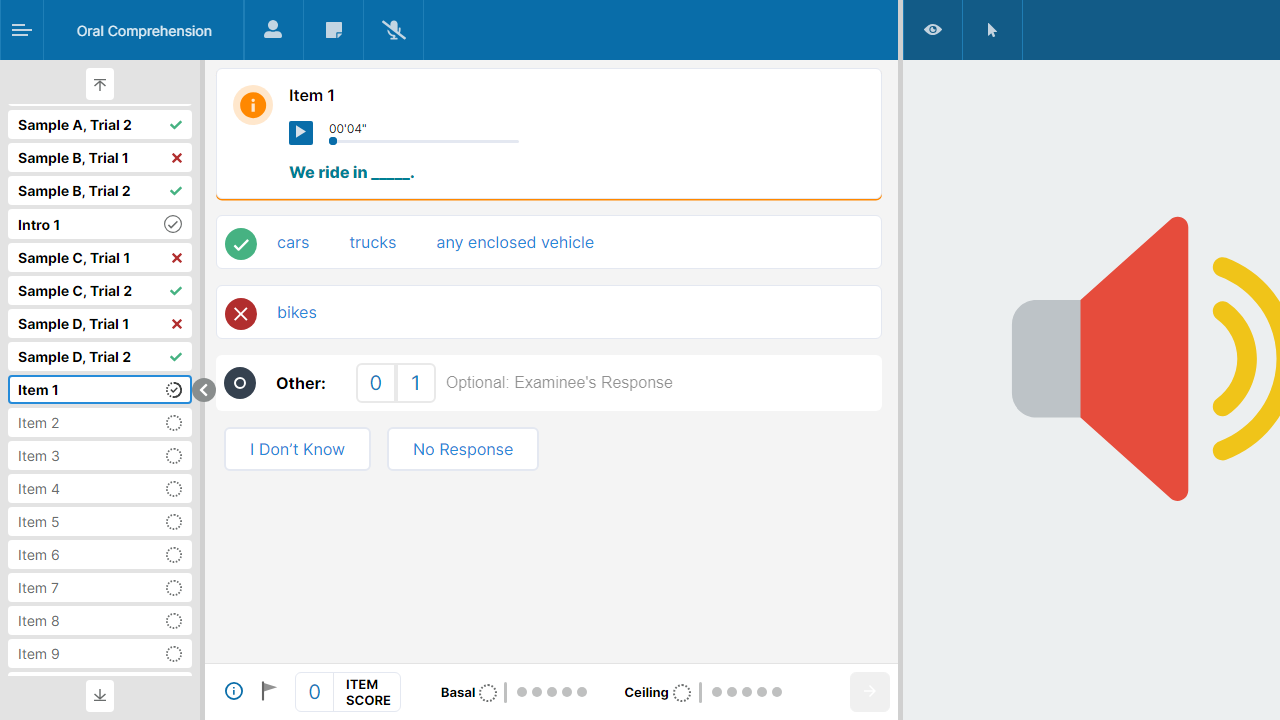 Oral Comprehension
Sample A, Trial 2
Sample B, Trial 1
Sample B, Trial 2
Intro 1
Sample C, Trial 1
Sample C, Trial 2
Sample D, Trial 1
Sample D, Trial 2
Item 1
Item 2
Item 3
Item 4
Item 5
Item 6
Item 7
Item 8
Item 9
Item 1
00'04"
We ride in _____.
cars trucks any enclosed vehicle
bikes
Other: 0 1 Optional: Examinee's Response
I Don’t Know No Response
0 ITEM SCORE Basal Ceiling